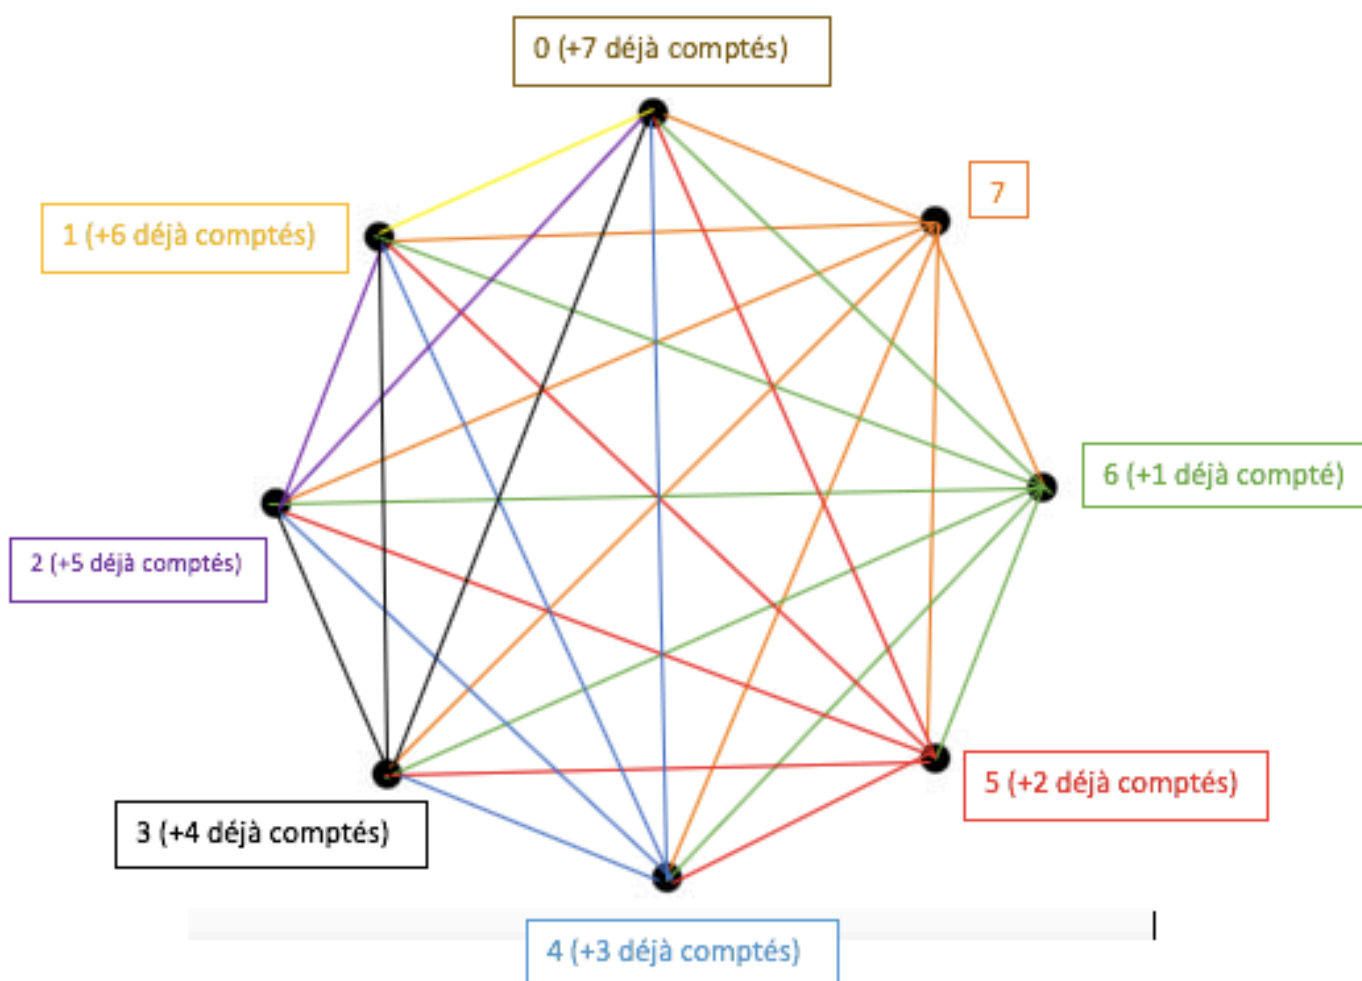 0 (+7 déjà comptés)
7
1 (+6 déjà comptés)
6 (+1 déjà compté)
2 (+5 déjà comptés)
5 (+2 déjà comptés)
3 (+4 déjà comptés)
4 (+3 déjà comptés)